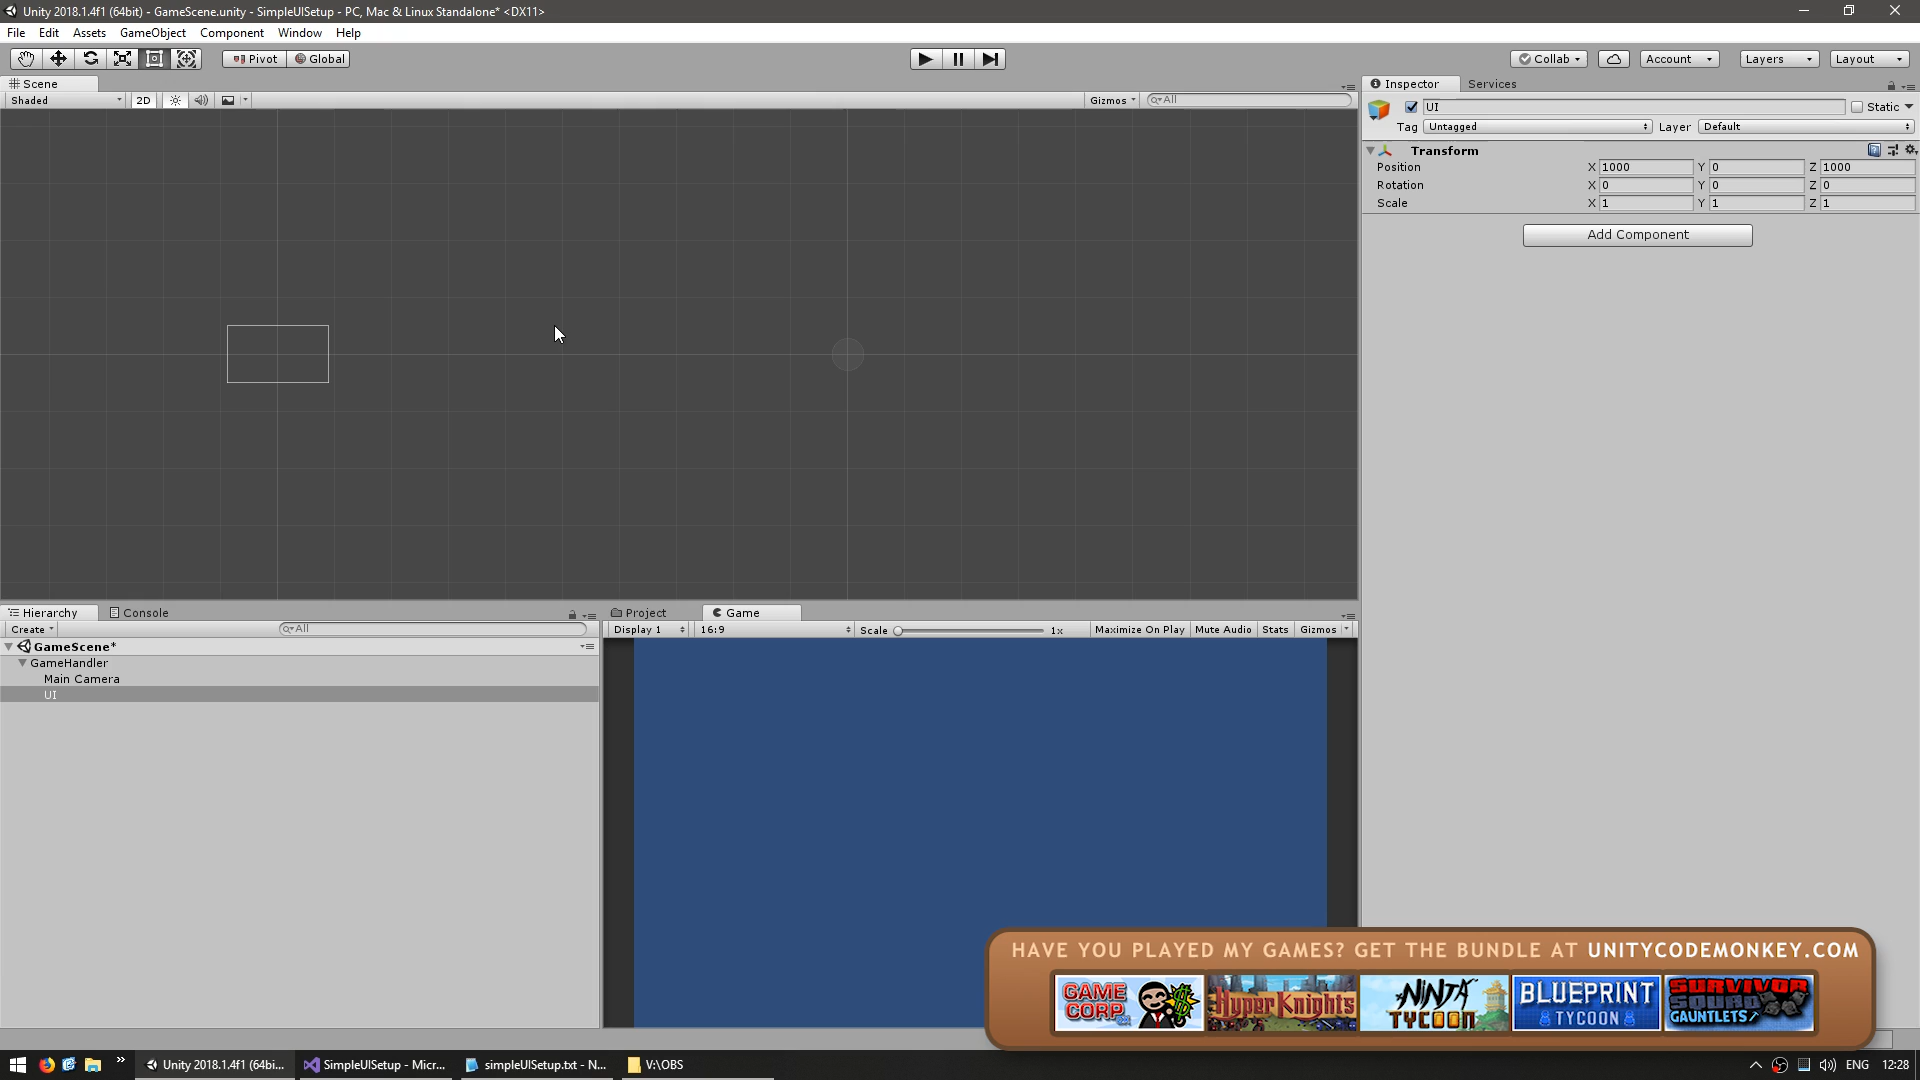 Unity 2018.1.4f1 (64bit) - GameScene.unity - SimpleUISetup - PC, Mac & Linux Standalone* <DX11>
File Edit Assets GameObject Component Window Help
Pivot Global Collab Account Layers Layout
Scene
Shaded 2D Gizmos All
Inspector Services
UI Static
Tag Untagged Layer Default
Transform
Position X 1000 Y 0 Z 1000
Rotation X 0 Y 0 Z 0
Scale X 1 Y 1 Z 1
Add Component
Hierarchy Console
Create All
GameScene*
GameHandler
Main Camera
UI
Project Game
Display 1 16:9 Scale 1x Maximize On Play Mute Audio Stats Gizmos
HAVE YOU PLAYED MY GAMES? GET THE BUNDLE AT UNITYCODEMONKEY.COM
GAME CORP DX
HyperKnights
NINJA TYCOON
BLUEPRINT TYCOON
SURVIVOR SQUAD GAUNTLETS
Unity 2018.1.4f1 (64bi... SimpleUISetup - Micr... simpleUISetup.txt - N... V:\OBS ENG 12:28